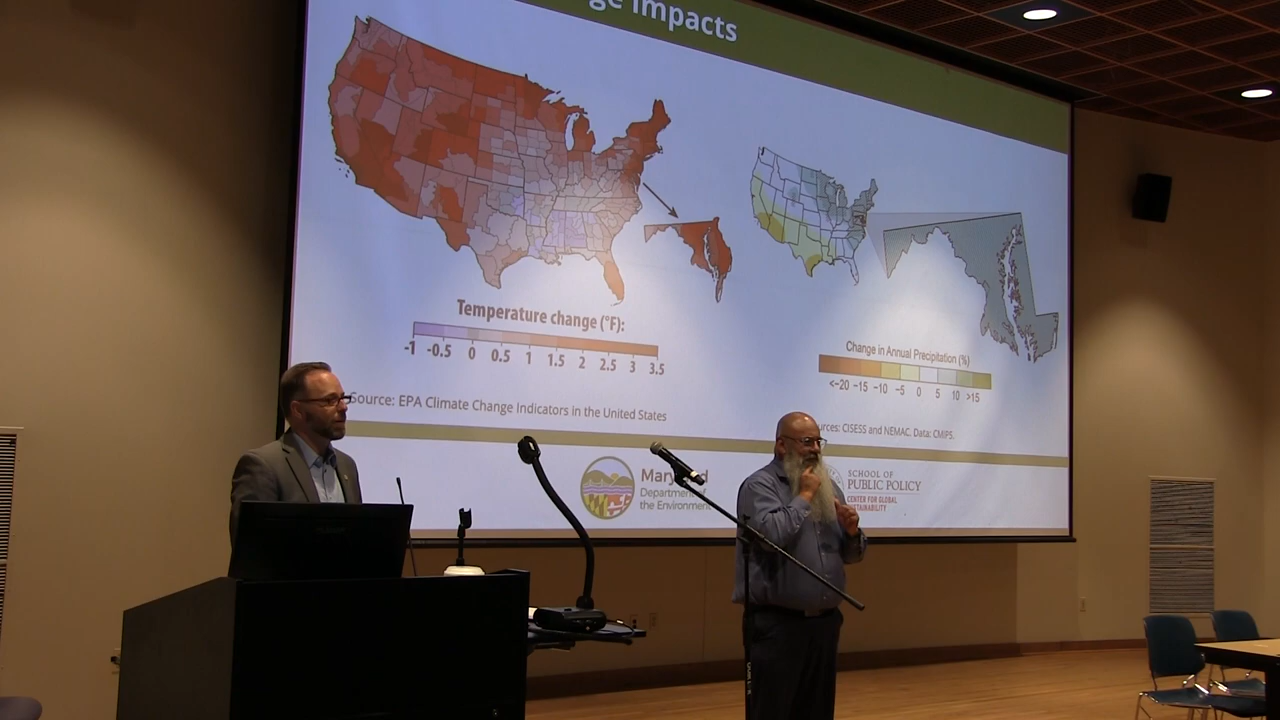 ge Impacts
Temperature change (°F):
-1 -0.5 0 0.5 1 1.5 2 2.5 3 3.5
Source: EPA Climate Change Indicators in the United States
Change in Annual Precipitation (%)
<-20 -15 -10 -5 0 5 10 >15
urces: CISESS and NEMAC. Data: CMIP5.
Maryland
Department of
the Environment
SCHOOL OF
PUBLIC POLICY
CENTER FOR GLOBAL
STAINABILITY